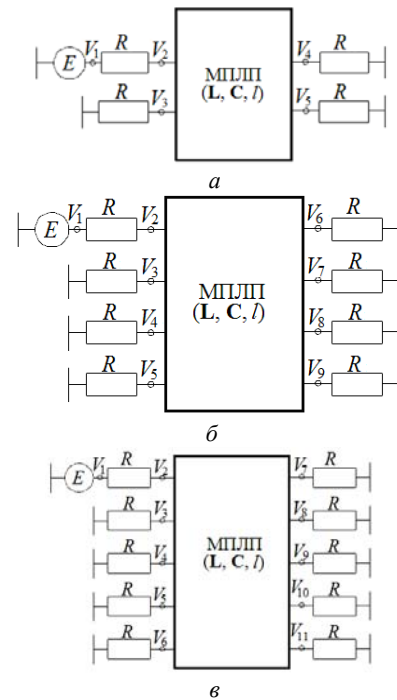 V1 R V2 V4 R
E
МПЛП
(L, C, l)
R V3 V5 R
а
V1 R V2 V6 R
E
R V3 V7 R
МПЛП
(L, C, l)
R V4 V8 R
R V5 V9 R
б
V1 R V2 V7 R
E
R V3 V8 R
МПЛП
(L, C, l)
R V4 V9 R
R V5 V10 R
R V6 V11 R
в